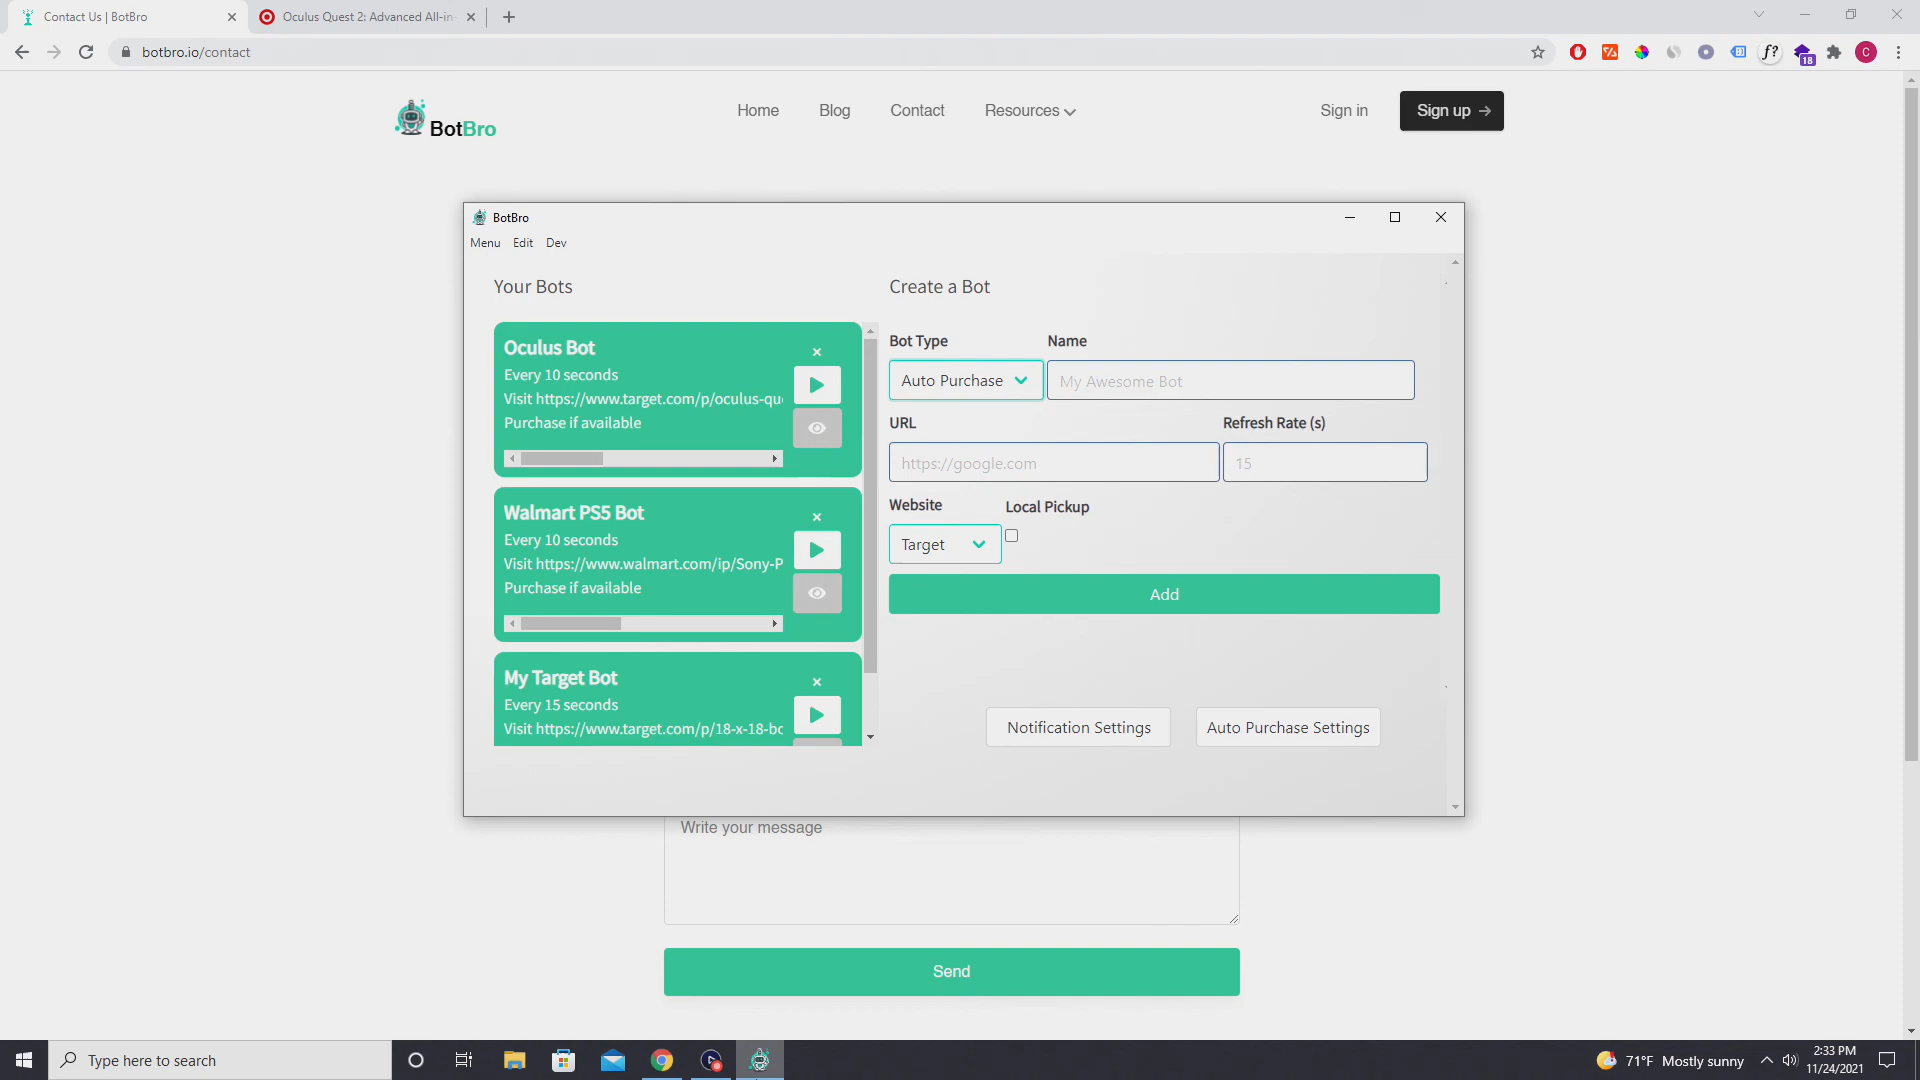 Contact Us | BotBro
Oculus Quest 2: Advanced All-in-
botbro.io/contact
C
18
f?
BotBro
Home
Blog
Contact
Resources
Sign in
Sign up
BotBro
Menu
Edit
Dev
Your Bots
Oculus Bot
Every 10 seconds
Visit https://www.target.com/p/oculus-qu
Purchase if available
Walmart PS5 Bot
Every 10 seconds
Visit https://www.walmart.com/ip/Sony-P
Purchase if available
My Target Bot
Every 15 seconds
Visit https://www.target.com/p/18-x-18-bo
Create a Bot
Bot Type
Name
Auto Purchase
My Awesome Bot
URL
Refresh Rate (s)
https://google.com
15
Website
Local Pickup
Target
Add
Notification Settings
Auto Purchase Settings
Write your message
Send
Type here to search
71°F Mostly sunny
2:33 PM
11/24/2021